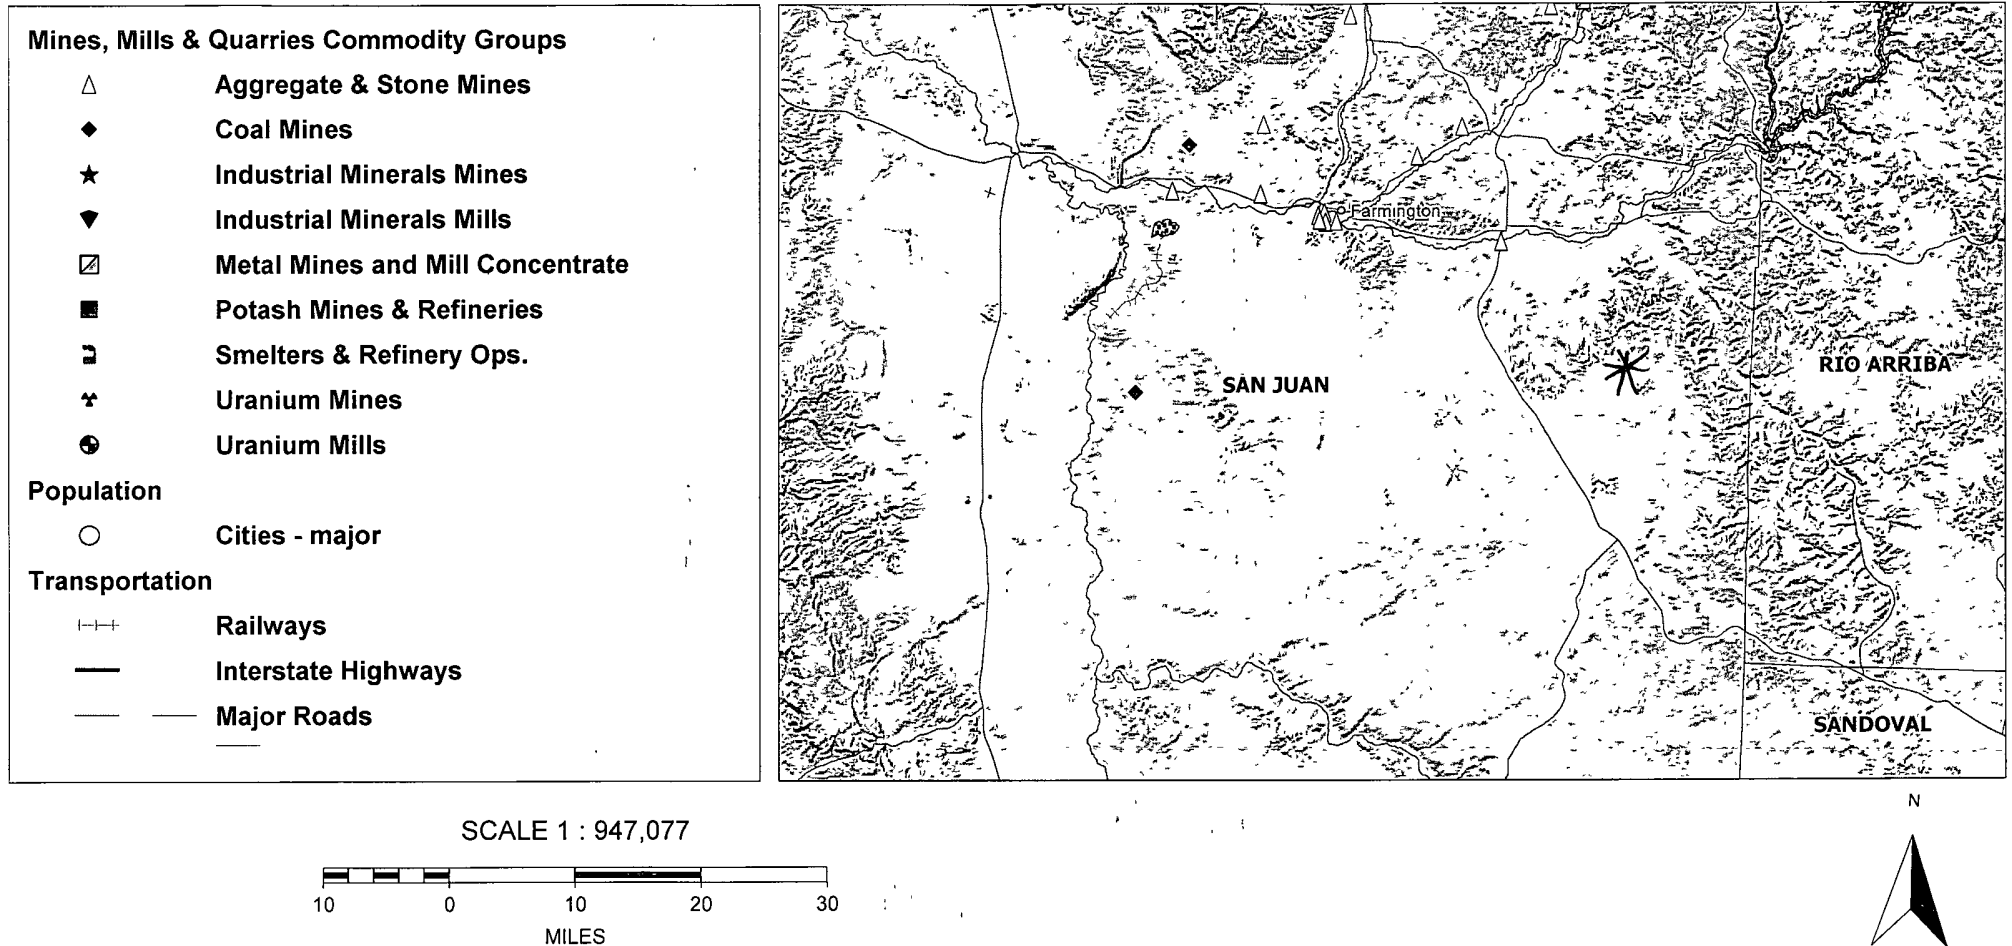 Mines, Mills & Quarries Commodity Groups
Aggregate & Stone Mines
Coal Mines
Industrial Minerals Mines
Industrial Minerals Mills
Metal Mines and Mill Concentrate
Potash Mines & Refineries
Smelters & Refinery Ops.
Uranium Mines
Uranium Mills
Population
Cities - major
Transportation
Railways
Interstate Highways
Major Roads
Farmington
SAN JUAN
RIO ARRIBA
SANDOVAL
SCALE 1 : 947,077
10 0 10 20 30
MILES
N